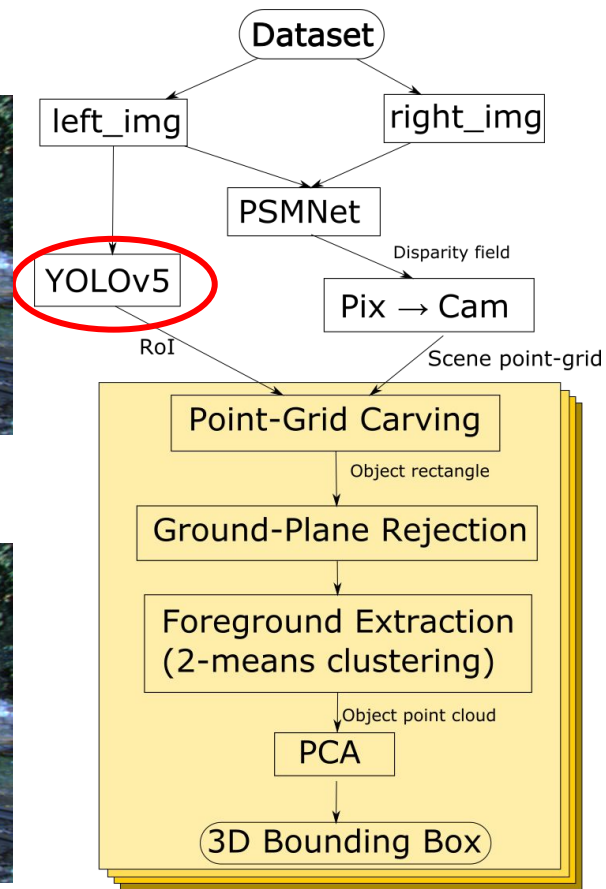 Dataset
left_img
right_img
PSMNet
Disparity field
YOLOv5
Pix → Cam
RoI
Scene point-grid
Point-Grid Carving
Object rectangle
Ground-Plane Rejection
Foreground Extraction
(2-means clustering)
Object point cloud
PCA
3D Bounding Box